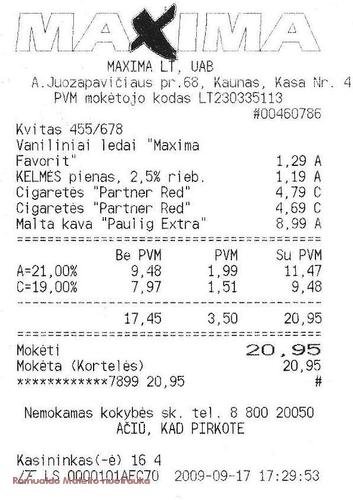 MAXIMA
MAXIMA LT, UAB
A.Juozapavičiaus pr.68, Kaunas, Kasa Nr. 4
PVM mokėtojo kodas LT230335113
#00460786
Kvitas 455/678
Vaniliniai ledai "Maxima
Favorit" 1,29 A
KELMĖS pienas, 2,5% rieb. 1,19 A
Cigaretės "Partner Red" 4,79 C
Cigaretės "Partner Red" 4,69 C
Malta kava "Paulig Extra" 8,99 A
Be PVM PVM Su PVM
A=21,00% 9,48 1,99 11,47
C=19,00% 7,97 1,51 9,48
17,45 3,50 20,95
Mokėti 20,95
Mokėta (Kortelės) 20,95
************7899 20,95 #
Nemokamas kokybės sk. tel. 8 800 20050
AČIŪ, KAD PIRKOTE
Kasininkas(-ė) 16 4
LS 0000101AEC70 2009-09-17 17:29:53
Romualdo Maleiko nuotrauka